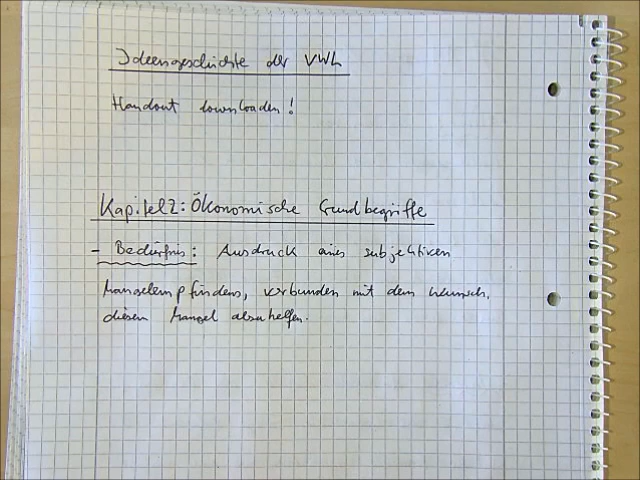 Ideengeschichte der VWL
Handout downloaden!
Kapitel 2: Ökonomische Grundbegriffe
- Bedürfnis: Ausdruck eines subjektiven
Mangelempfindens, verbunden mit dem Wunsch,
diesen Mangel abzuhelfen.